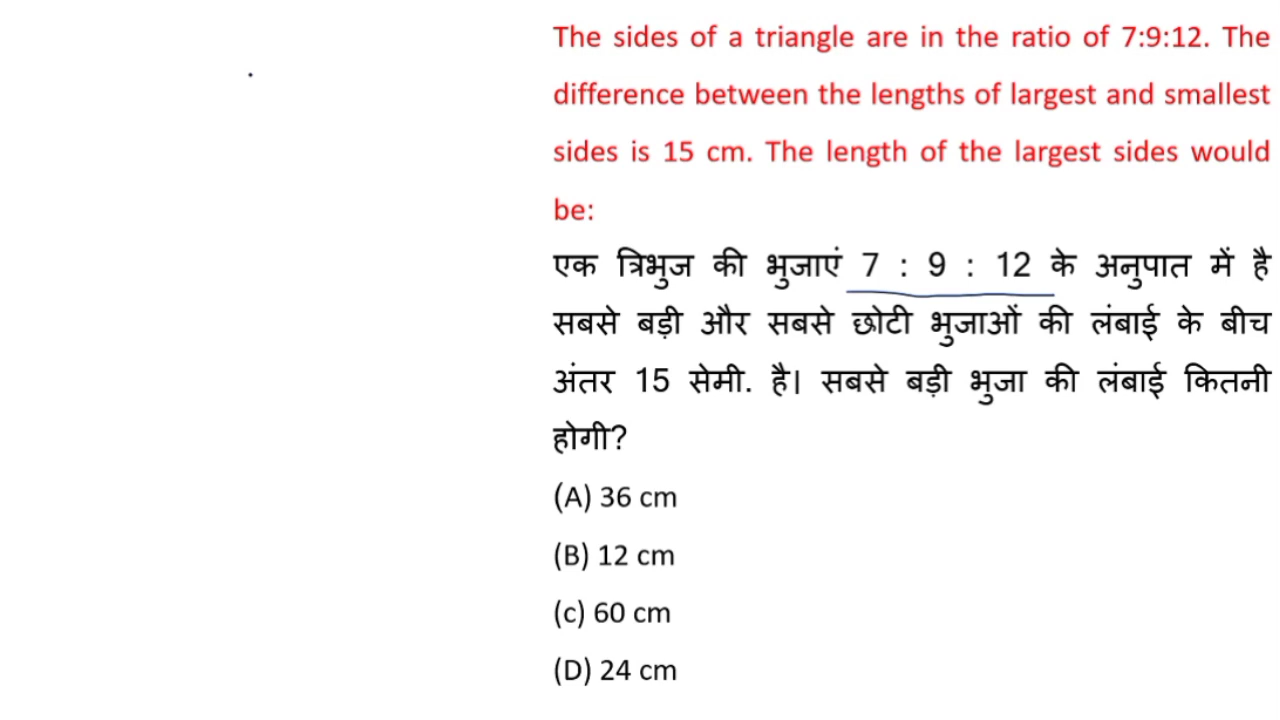 The sides of a triangle are in the ratio of 7:9:12. The
difference between the lengths of largest and smallest
sides is 15 cm. The length of the largest sides would
be:
एक त्रिभुज की भुजाएं 7 : 9 : 12 के अनुपात में है
सबसे बड़ी और सबसे छोटी भुजाओं की लंबाई के बीच
अंतर 15 सेमी. है। सबसे बड़ी भुजा की लंबाई कितनी
होगी?
(A) 36 cm
(B) 12 cm
(c) 60 cm
(D) 24 cm